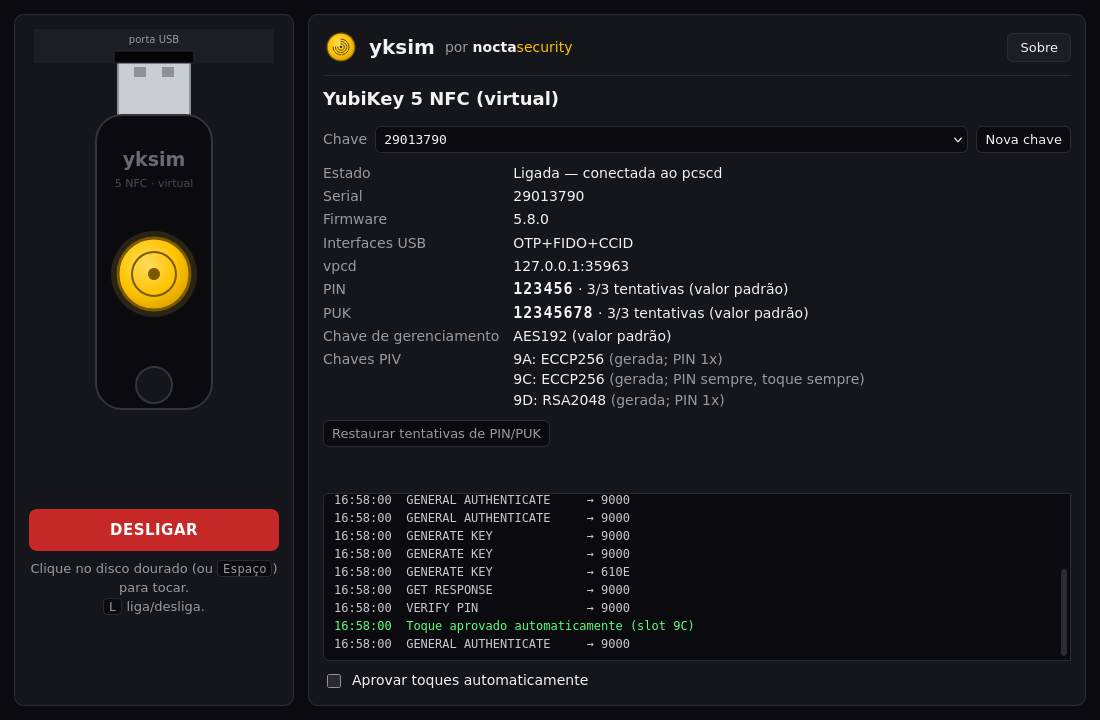 porta USB
yksim
5 NFC · virtual
DESLIGAR
Clique no disco dourado (ou Espaço)
para tocar.
L liga/desliga.
yksim por noctasecurity
Sobre
YubiKey 5 NFC (virtual)
Chave 29013790 Nova chave
Estado Ligada — conectada ao pcscd
Serial 29013790
Firmware 5.8.0
Interfaces USB OTP+FIDO+CCID
vpcd 127.0.0.1:35963
PIN 123456 · 3/3 tentativas (valor padrão)
PUK 12345678 · 3/3 tentativas (valor padrão)
Chave de gerenciamento AES192 (valor padrão)
Chaves PIV 9A: ECCP256 (gerada; PIN 1x)
9C: ECCP256 (gerada; PIN sempre, toque sempre)
9D: RSA2048 (gerada; PIN 1x)
Restaurar tentativas de PIN/PUK
16:58:00 GENERAL AUTHENTICATE → 9000
16:58:00 GENERAL AUTHENTICATE → 9000
16:58:00 GENERATE KEY → 9000
16:58:00 GENERATE KEY → 9000
16:58:00 GENERATE KEY → 610E
16:58:00 GET RESPONSE → 9000
16:58:00 VERIFY PIN → 9000
16:58:00 Toque aprovado automaticamente (slot 9C)
16:58:00 GENERAL AUTHENTICATE → 9000
Aprovar toques automaticamente